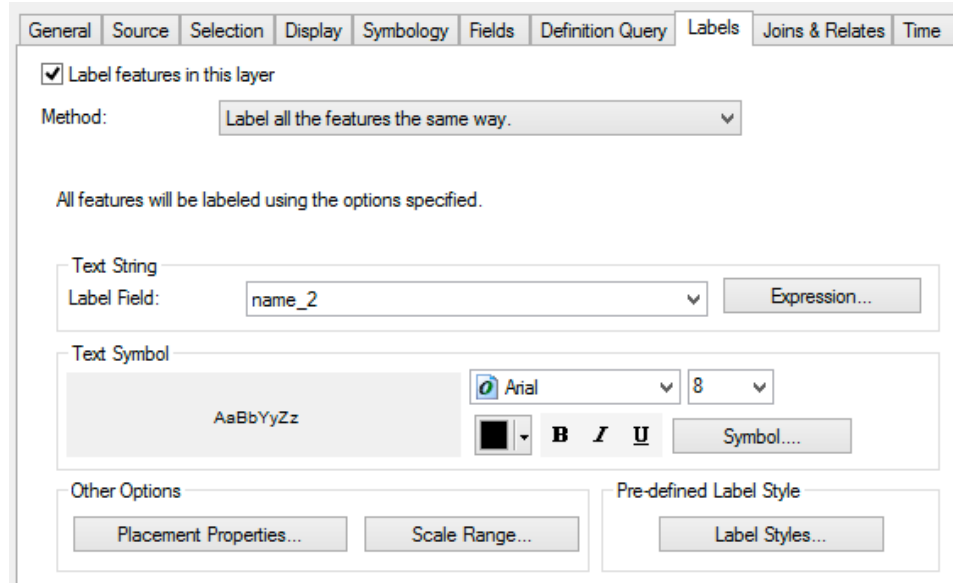 General Source Selection Display Symbology Fields Definition Query Labels Joins & Relates Time
Label features in this layer
Method: Label all the features the same way.
All features will be labeled using the options specified.
Text String
Label Field: name_2 Expression...
Text Symbol
AaBbYyZz
Arial 8
B I U Symbol....
Other Options Pre-defined Label Style
Placement Properties... Scale Range... Label Styles...